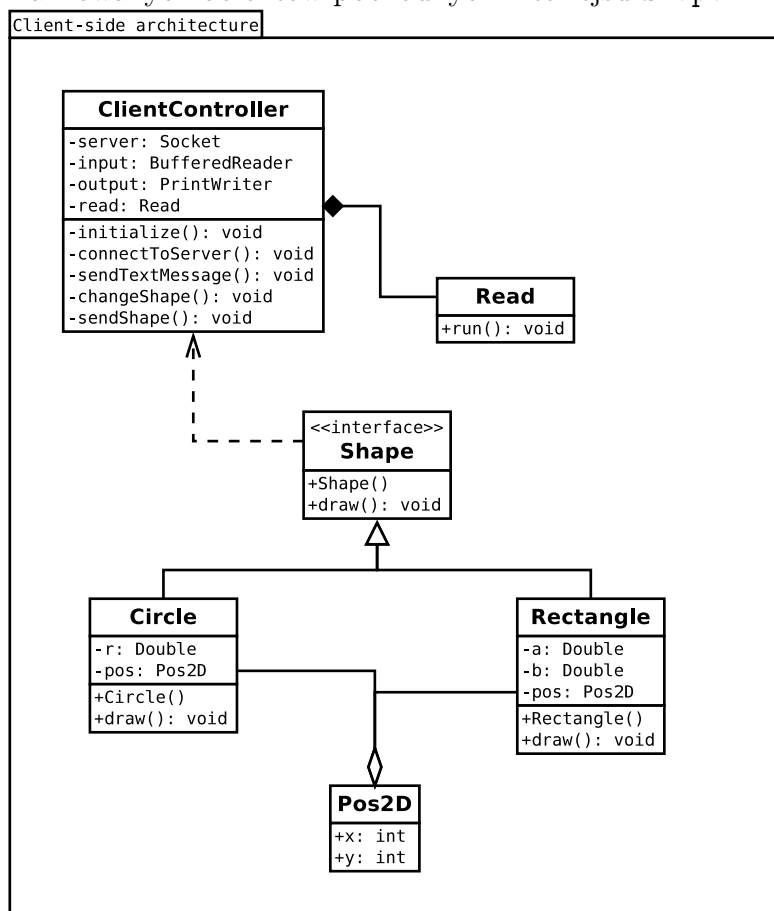 Client-side architecture
ClientController
-server: Socket
-input: BufferedReader
-output: PrintWriter
-read: Read
-initialize(): void
-connectToServer(): void
-sendTextMessage(): void
-changeShape(): void
-sendShape(): void
Read
+run(): void
<<interface>>
Shape
+Shape()
+draw(): void
Circle
-r: Double
-pos: Pos2D
+Circle()
+draw(): void
Rectangle
-a: Double
-b: Double
-pos: Pos2D
+Rectangle()
+draw(): void
Pos2D
+x: int
+y: int